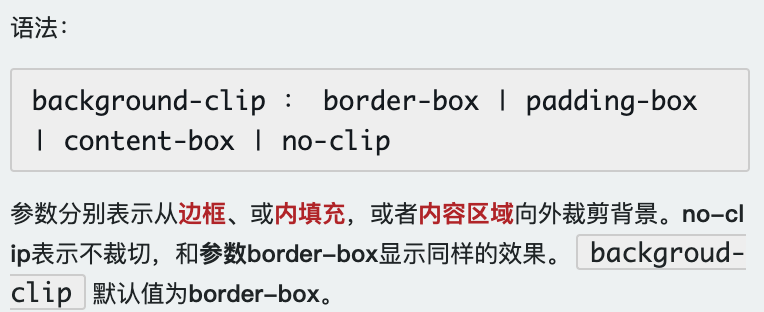 语法：
background-clip ： border-box | padding-box
| content-box | no-clip
参数分别表示从边框、或内填充，或者内容区域向外裁剪背景。no-cl
ip表示不裁切，和参数border-box显示同样的效果。 backgroud-
clip 默认值为border-box。